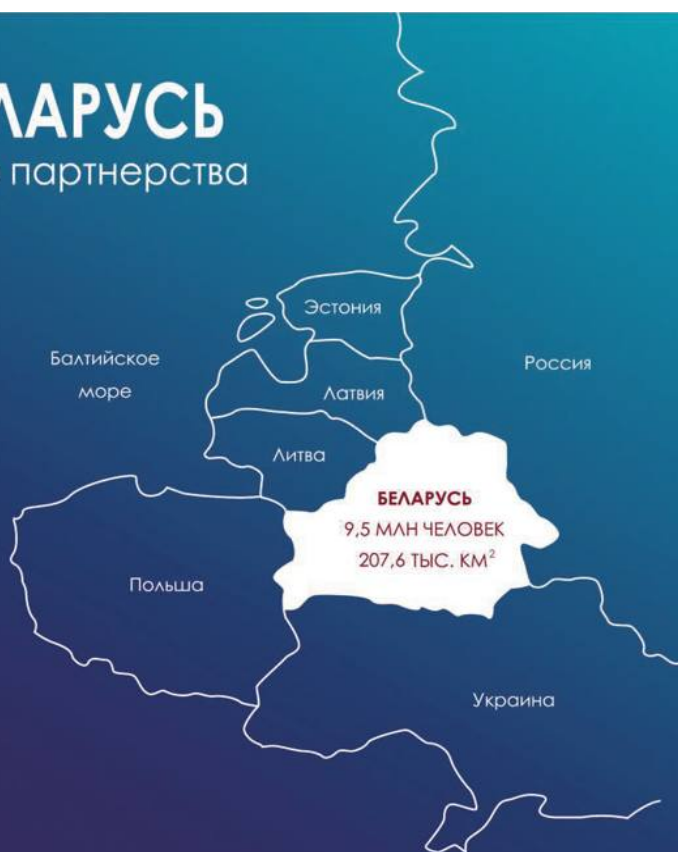 ЛАРУСЬ
партнерства
Эстония
Балтийское
море
Россия
Латвия
Литва
БЕЛАРУСЬ
9,5 МЛН ЧЕЛОВЕК
207,6 ТЫС. КМ²
Польша
Украина